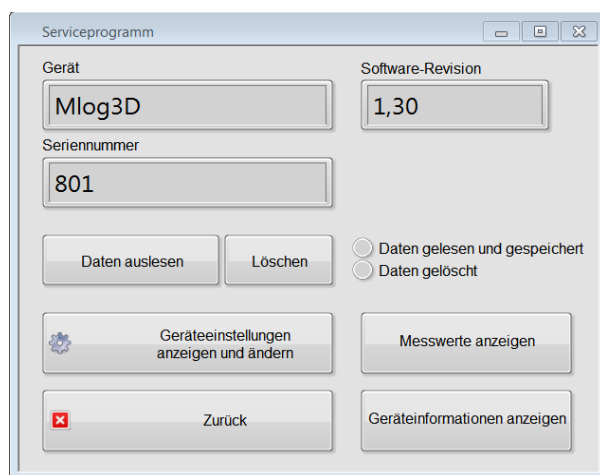 Serviceprogramm
Gerät
Software-Revision
Mlog3D
1,30
Seriennummer
801
Daten auslesen
Löschen
Daten gelesen und gespeichert
Daten gelöscht
Geräteeinstellungen
anzeigen und ändern
Messwerte anzeigen
Zurück
Geräteinformationen anzeigen